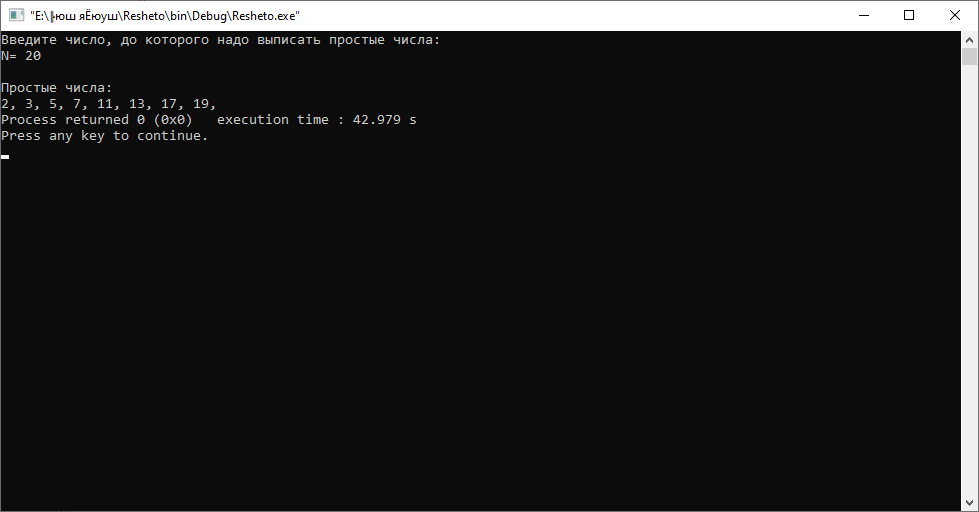 "E:\╠юш яЁюуш\Resheto\bin\Debug\Resheto.exe"
Введите число, до которого надо выписать простые числа:
N= 20
Простые числа:
2, 3, 5, 7, 11, 13, 17, 19,
Process returned 0 (0x0)   execution time : 42.979 s
Press any key to continue.